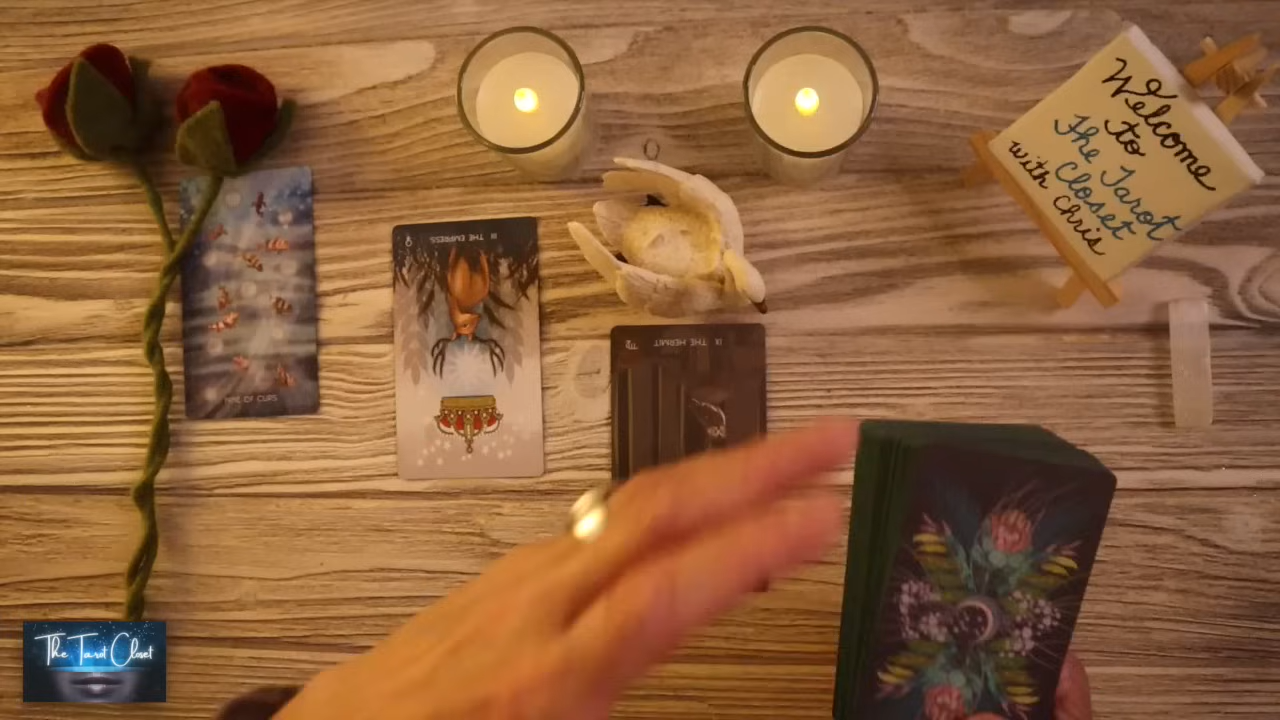 Welcome
to
The Tarot
Closet
with Chris
III THE EMPRESS
IX THE HERMIT
NINE OF CUPS
The Tarot Closet